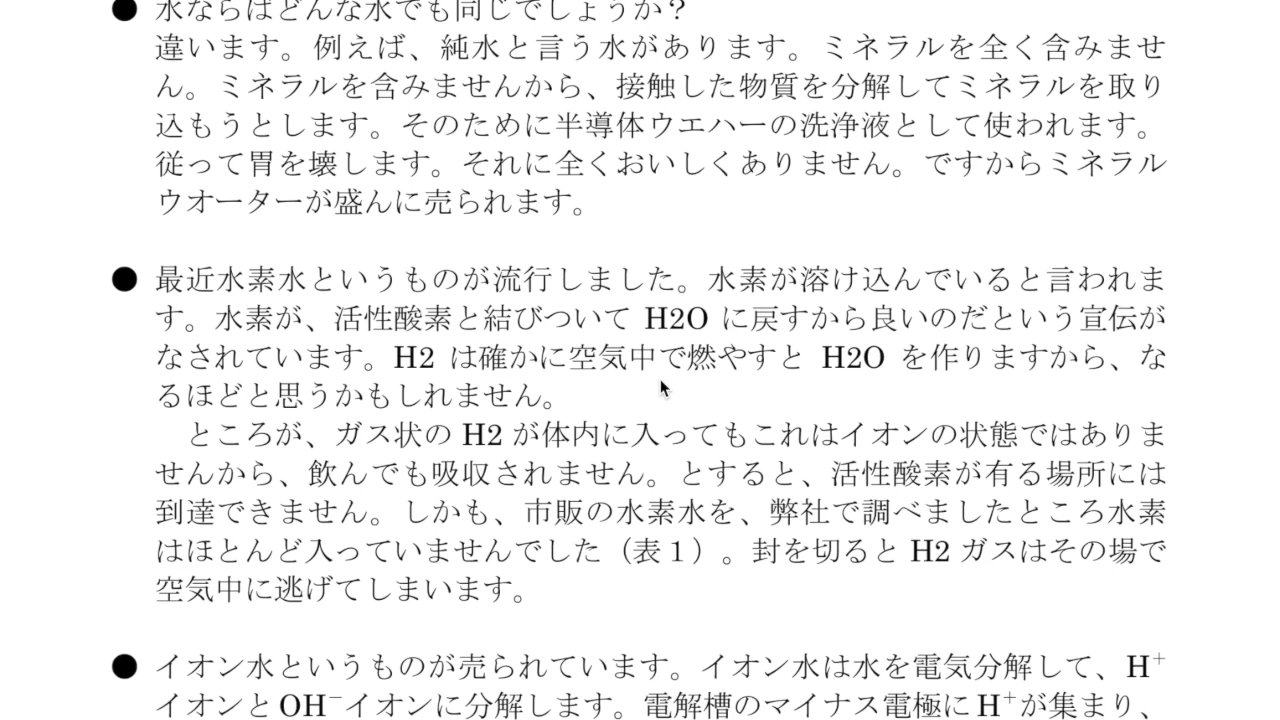 ● 水ならばどんな水でも同じでしょうか？
違います。例えば、純水と言う水があります。ミネラルを全く含みませ
ん。ミネラルを含みませんから、接触した物質を分解してミネラルを取り
込もうとします。そのために半導体ウエハーの洗浄液として使われます。
従って胃を壊します。それに全くおいしくありません。ですからミネラル
ウオーターが盛んに売られます。
● 最近水素水というものが流行しました。水素が溶け込んでいると言われま
す。水素が、活性酸素と結びついて H2O に戻すから良いのだという宣伝が
なされています。H2 は確かに空気中で燃やすと H2O を作りますから、な
るほどと思うかもしれません。
ところが、ガス状の H2 が体内に入ってもこれはイオンの状態ではありま
せんから、飲んでも吸収されません。とすると、活性酸素が有る場所には
到達できません。しかも、市販の水素水を、弊社で調べましたところ水素
はほとんど入っていませんでした（表１）。封を切ると H2 ガスはその場で
空気中に逃げてしまいます。
● イオン水というものが売られています。イオン水は水を電気分解して、H⁺
イオンと OH⁻イオンに分解します。電解槽のマイナス電極に H⁺が集まり、